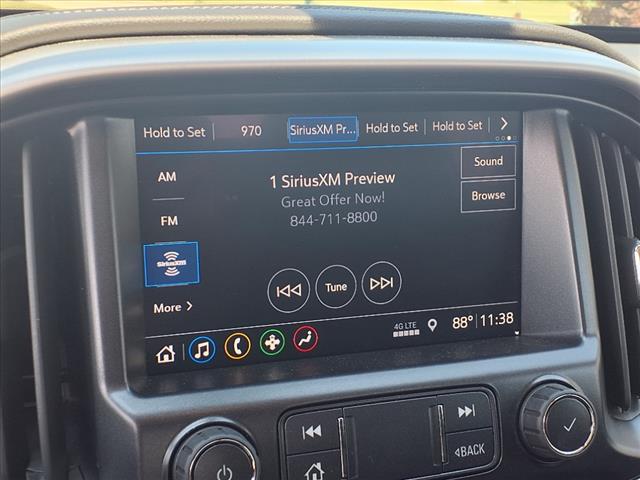 Hold to Set 970 SiriusXM Pr... Hold to Set Hold to Set
AM
1 SiriusXM Preview
Sound
Great Offer Now!
Browse
FM
844-711-8800
SiriusXM
Tune
More
4G LTE
88° 11:38
BACK